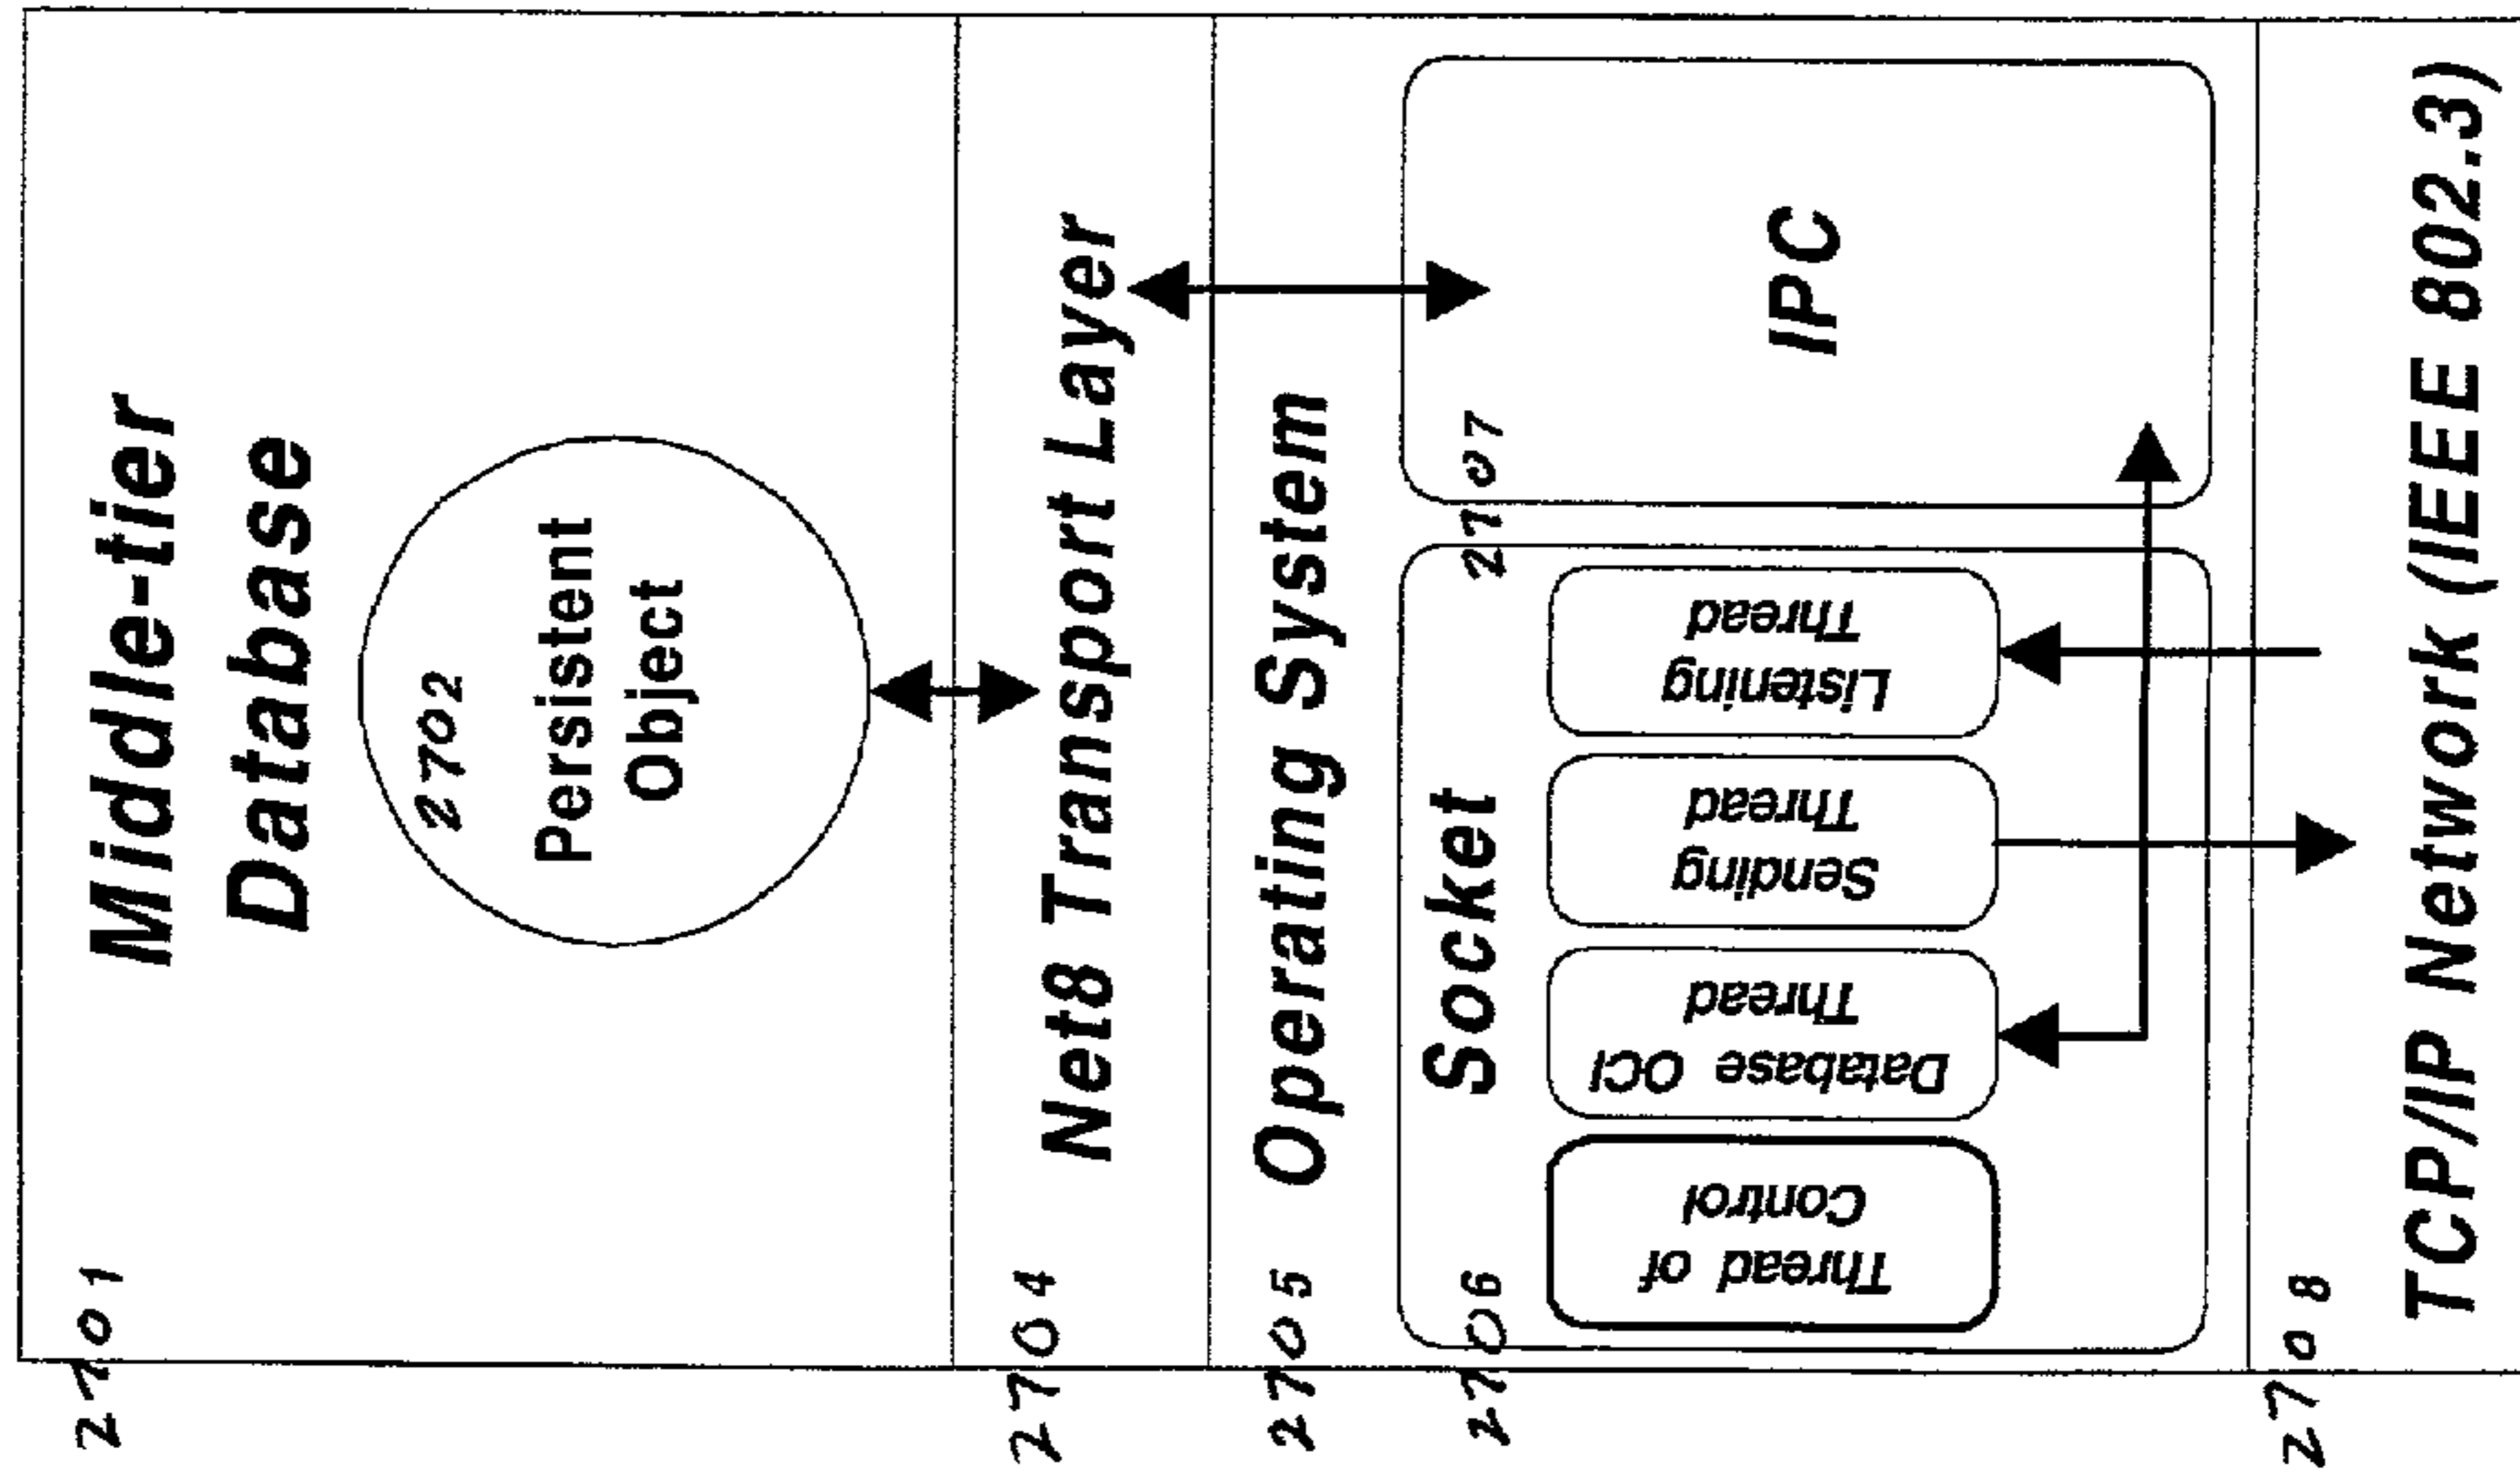 2701
Middle-tier
Database
2702
Persistent
Object
2704
Net8 Transport Layer
2705
Operating System
2706
Socket
Thread of
Control
Database OCI
Thread
Sending
Thread
Listening
Thread
2707
IPC
2708
TCP/IP Network (IEEE 802.3)